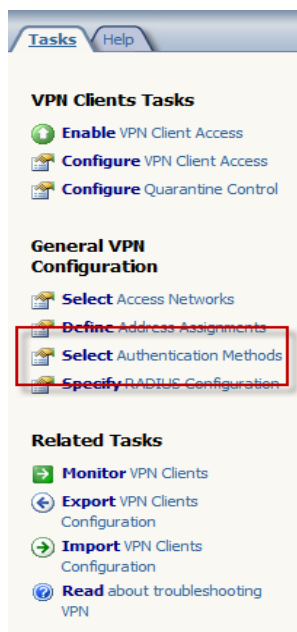 Tasks Help
VPN Clients Tasks
Enable VPN Client Access
Configure VPN Client Access
Configure Quarantine Control
General VPN
Configuration
Select Access Networks
Define Address Assignments
Select Authentication Methods
Specify RADIUS Configuration
Related Tasks
Monitor VPN Clients
Export VPN Clients
Configuration
Import VPN Clients
Configuration
Read about troubleshooting
VPN